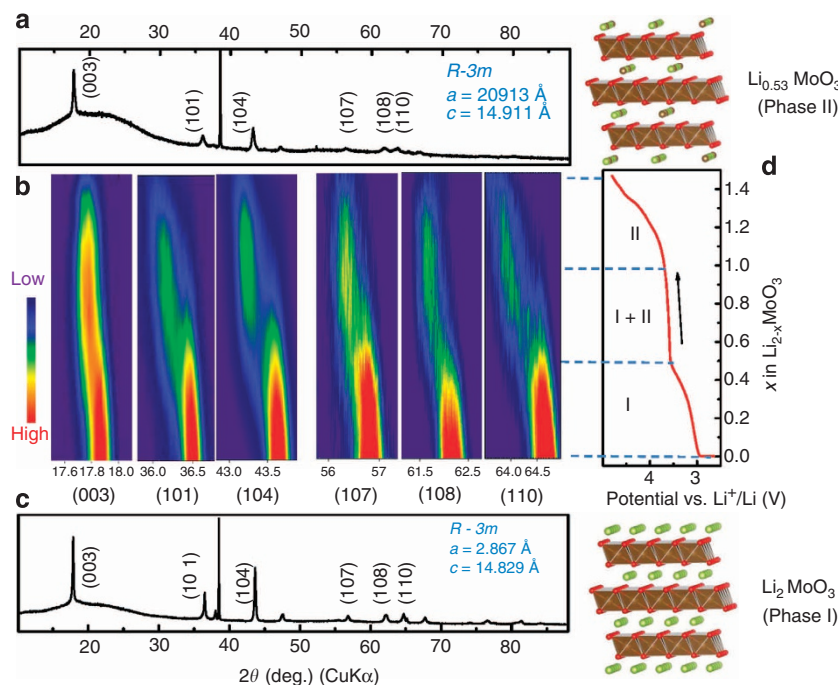 a
20 30 40 50 60 70 80
(003)
(101)
(104)
(107)
(108)
(110)
R-3m
a = 20913 Å
c = 14.911 Å
Li0.53 MoO3
(Phase II)
b
Low
High
17.6 17.8 18.0
36.0 36.5
43.0 43.5
56 57
61.5 62.5
64.0 64.5
(003) (101) (104) (107) (108) (110)
d
1.4
1.2
1.0
0.8
0.6
0.4
0.2
0.0
II
I + II
I
x in Li2-xMoO3
4 3
Potential vs. Li+/Li (V)
c
(003)
(10 1)
(104)
(107)
(108)
(110)
R - 3m
a = 2.867 Å
c = 14.829 Å
20 30 40 50 60 70 80
2θ (deg.) (CuKα)
Li2 MoO3
(Phase I)